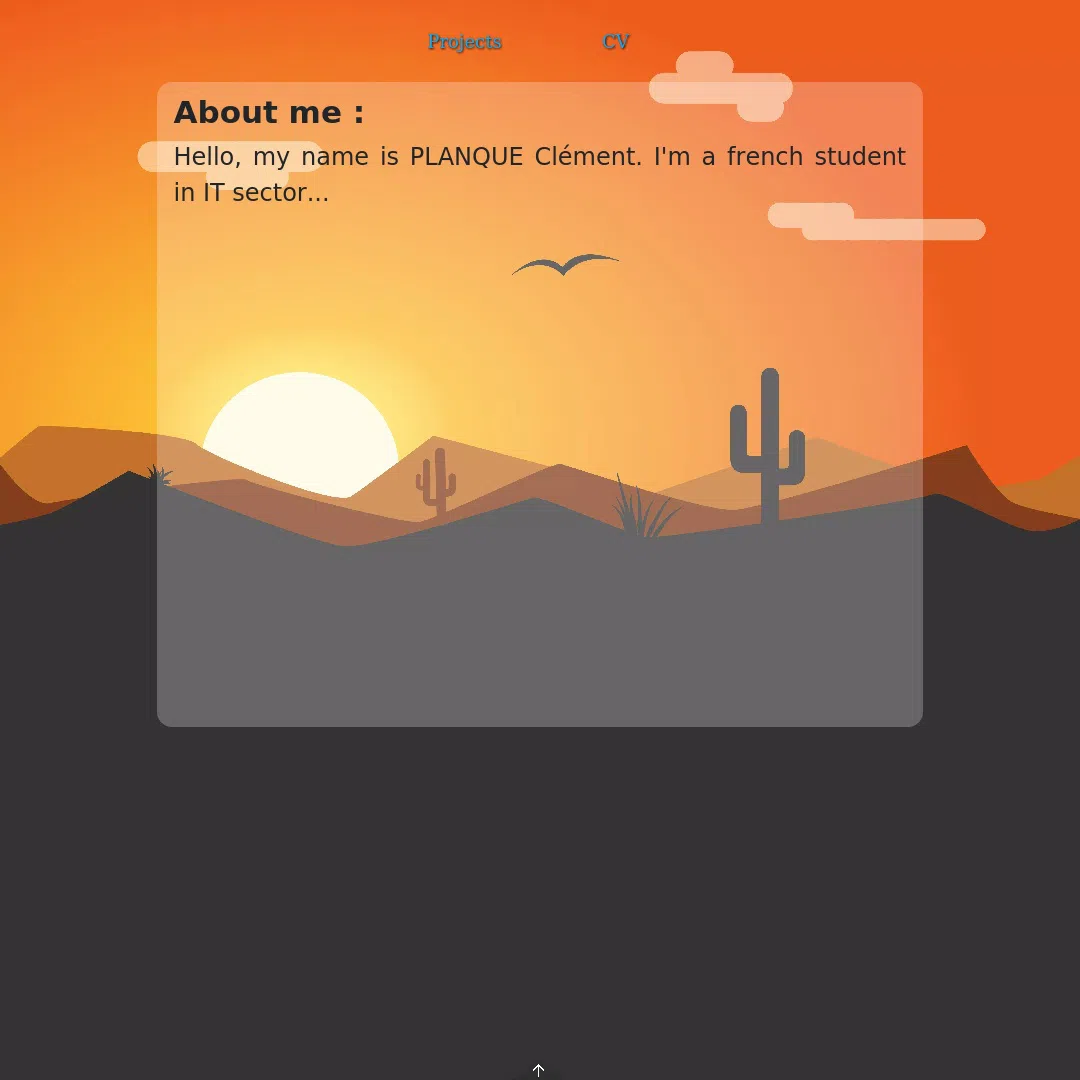 Projects CV
About me :
Hello, my name is PLANQUE Clément. I'm a french student
in IT sector...